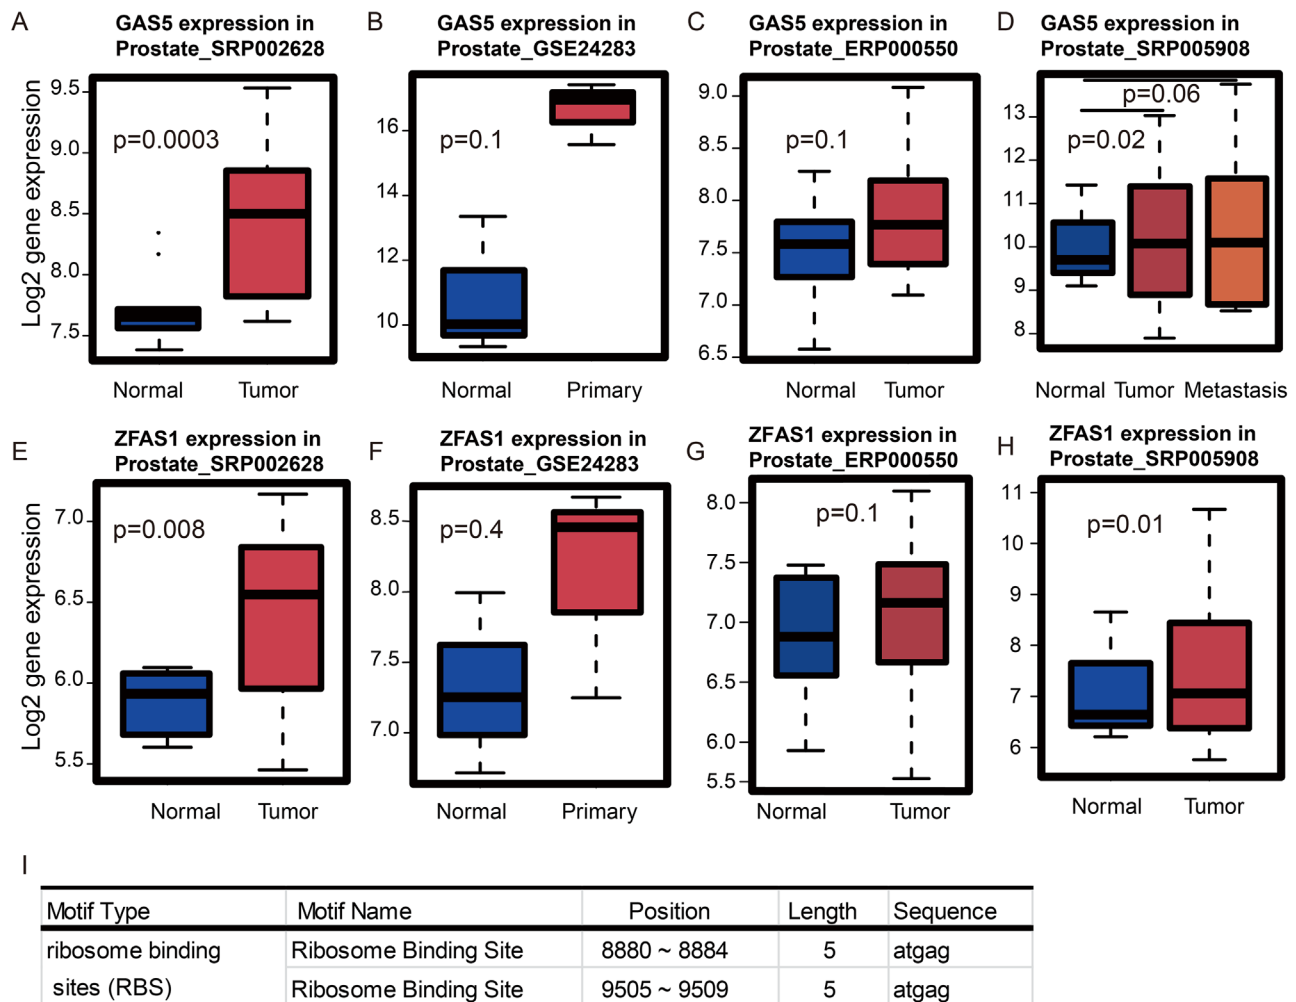 A
GAS5 expression in
Prostate_SRP002628
Log2 gene expression
9.5
9.0
8.5
8.0
7.5
p=0.0003
Normal Tumor
B
GAS5 expression in
Prostate_GSE24283
16
14
12
10
p=0.1
Normal Primary
C
GAS5 expression in
Prostate_ERP000550
9.0
8.5
8.0
7.5
7.0
6.5
p=0.1
Normal Tumor
D
GAS5 expression in
Prostate_SRP005908
13
12
11
10
9
8
p=0.06
p=0.02
Normal Tumor Metastasis
E
ZFAS1 expression in
Prostate_SRP002628
Log2 gene expression
7.0
6.5
6.0
5.5
p=0.008
Normal Tumor
F
ZFAS1 expression in
Prostate_GSE24283
8.5
8.0
7.5
7.0
p=0.4
Normal Primary
G
ZFAS1 expression in
Prostate_ERP000550
8.0
7.5
7.0
6.5
6.0
5.5
p=0.1
Normal Tumor
H
ZFAS1 expression in
Prostate_SRP005908
11
10
9
8
7
6
p=0.01
Normal Tumor
I
Motif Type Motif Name Position Length Sequence
ribosome binding Ribosome Binding Site 8880 ~ 8884 5 atgag
sites (RBS) Ribosome Binding Site 9505 ~ 9509 5 atgag